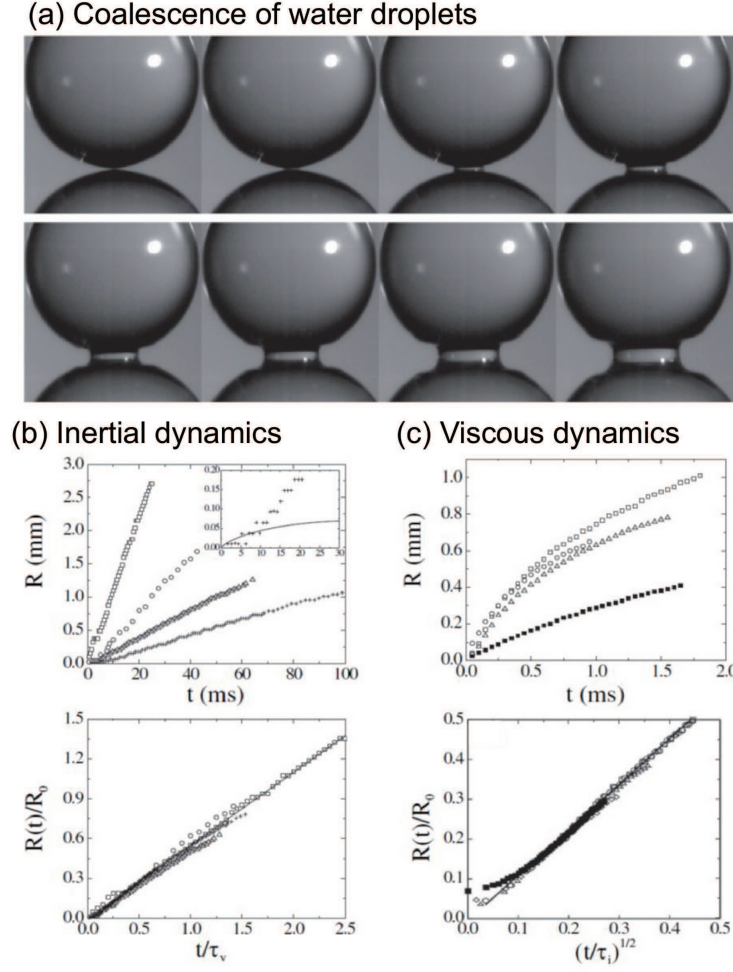 (a) Coalescence of water droplets
(b) Inertial dynamics
(c) Viscous dynamics
3.0
2.5
2.0
1.5
1.0
0.5
0.0
R (mm)
0.20
0.15
0.10
0.05
0.00
0 5 10 15 20 25 30
0 20 40 60 80 100
t (ms)
1.0
0.8
0.6
0.4
0.2
0.0
R (mm)
0.0 0.5 1.0 1.5 2.0
t (ms)
1.5
1.2
0.9
0.6
0.3
0.0
R(t)/R₀
0.0 0.5 1.0 1.5 2.0 2.5
t/τᵥ
0.5
0.4
0.3
0.2
0.1
0.0
R(t)/R₀
0.0 0.1 0.2 0.3 0.4 0.5
(t/τᵢ)¹/²